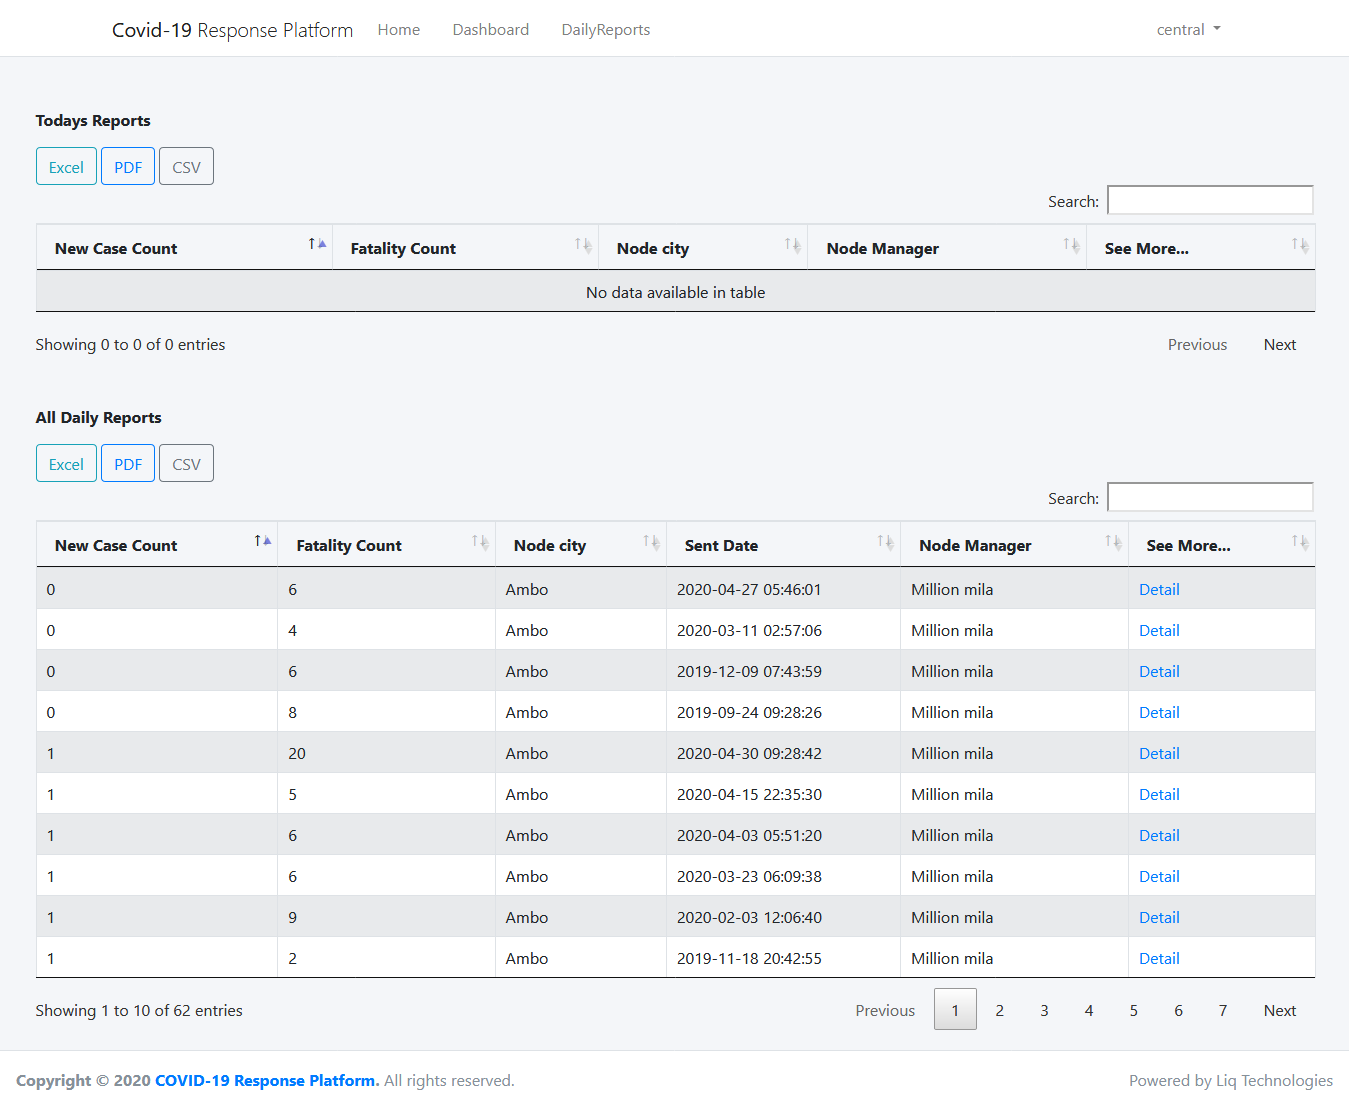 Covid-19 Response Platform Home Dashboard DailyReports central
Todays Reports
Excel PDF CSV
Search:
New Case Count Fatality Count Node city Node Manager See More...
No data available in table
Showing 0 to 0 of 0 entries Previous Next
All Daily Reports
Excel PDF CSV
Search:
New Case Count Fatality Count Node city Sent Date Node Manager See More...
0 6 Ambo 2020-04-27 05:46:01 Million mila Detail
0 4 Ambo 2020-03-11 02:57:06 Million mila Detail
0 6 Ambo 2019-12-09 07:43:59 Million mila Detail
0 8 Ambo 2019-09-24 09:28:26 Million mila Detail
1 20 Ambo 2020-04-30 09:28:42 Million mila Detail
1 5 Ambo 2020-04-15 22:35:30 Million mila Detail
1 6 Ambo 2020-04-03 05:51:20 Million mila Detail
1 6 Ambo 2020-03-23 06:09:38 Million mila Detail
1 9 Ambo 2020-02-03 12:06:40 Million mila Detail
1 2 Ambo 2019-11-18 20:42:55 Million mila Detail
Showing 1 to 10 of 62 entries Previous 1 2 3 4 5 6 7 Next
Copyright © 2020 COVID-19 Response Platform. All rights reserved. Powered by Liq Technologies